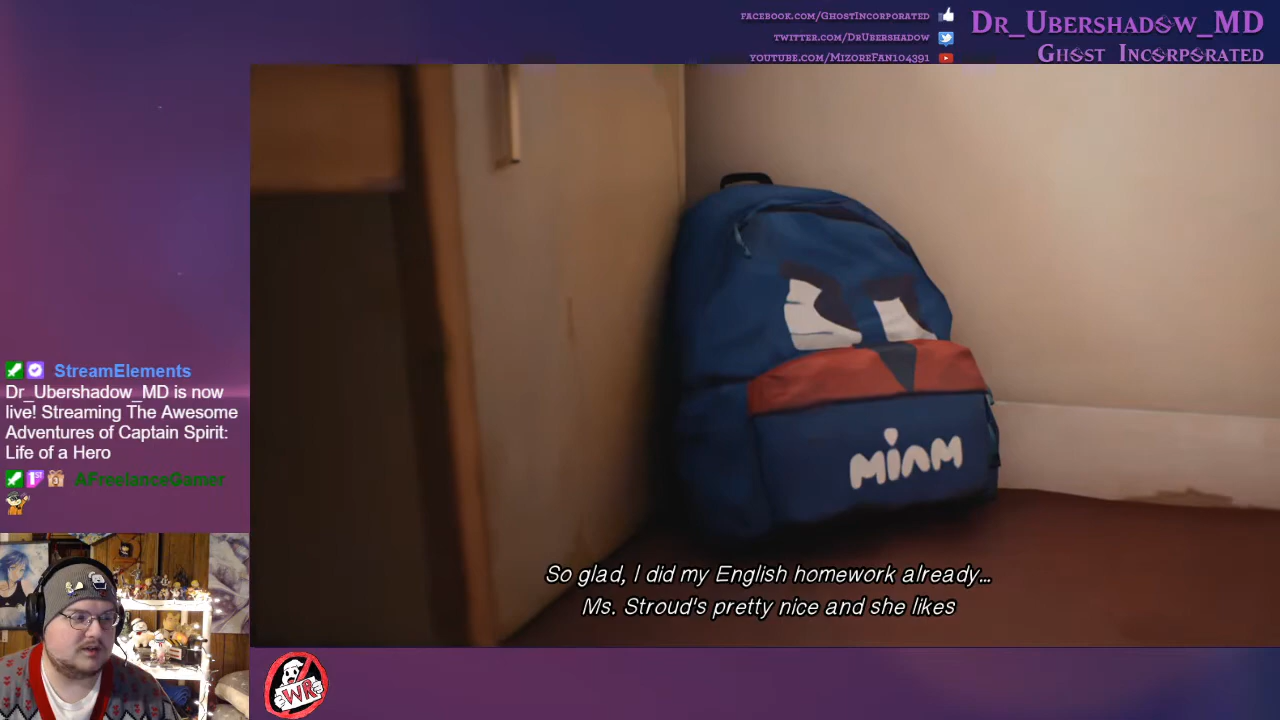 FACEBOOK.COM/GHOSTINCORPORATED
TWITTER.COM/DRUBERSHADOW
YOUTUBE.COM/MIZOREFAN104391
Dr_Ubershadow_MD
Ghost Incorporated
StreamElements
Dr_Ubershadow_MD is now
live! Streaming The Awesome
Adventures of Captain Spirit:
Life of a Hero
1ST
AFreelanceGamer
MIAM
So glad, I did my English homework already...
Ms. Stroud's pretty nice and she likes
WR